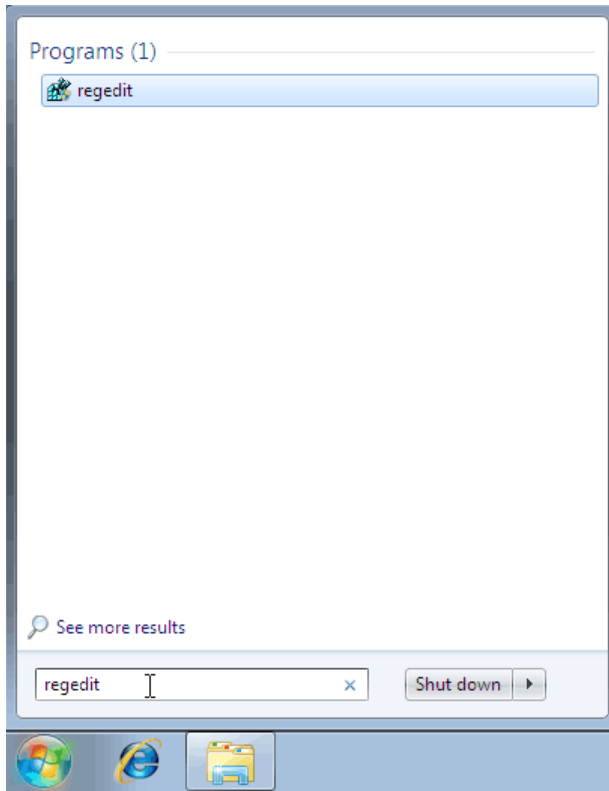 Programs (1)
regedit
See more results
regedit
Shut down